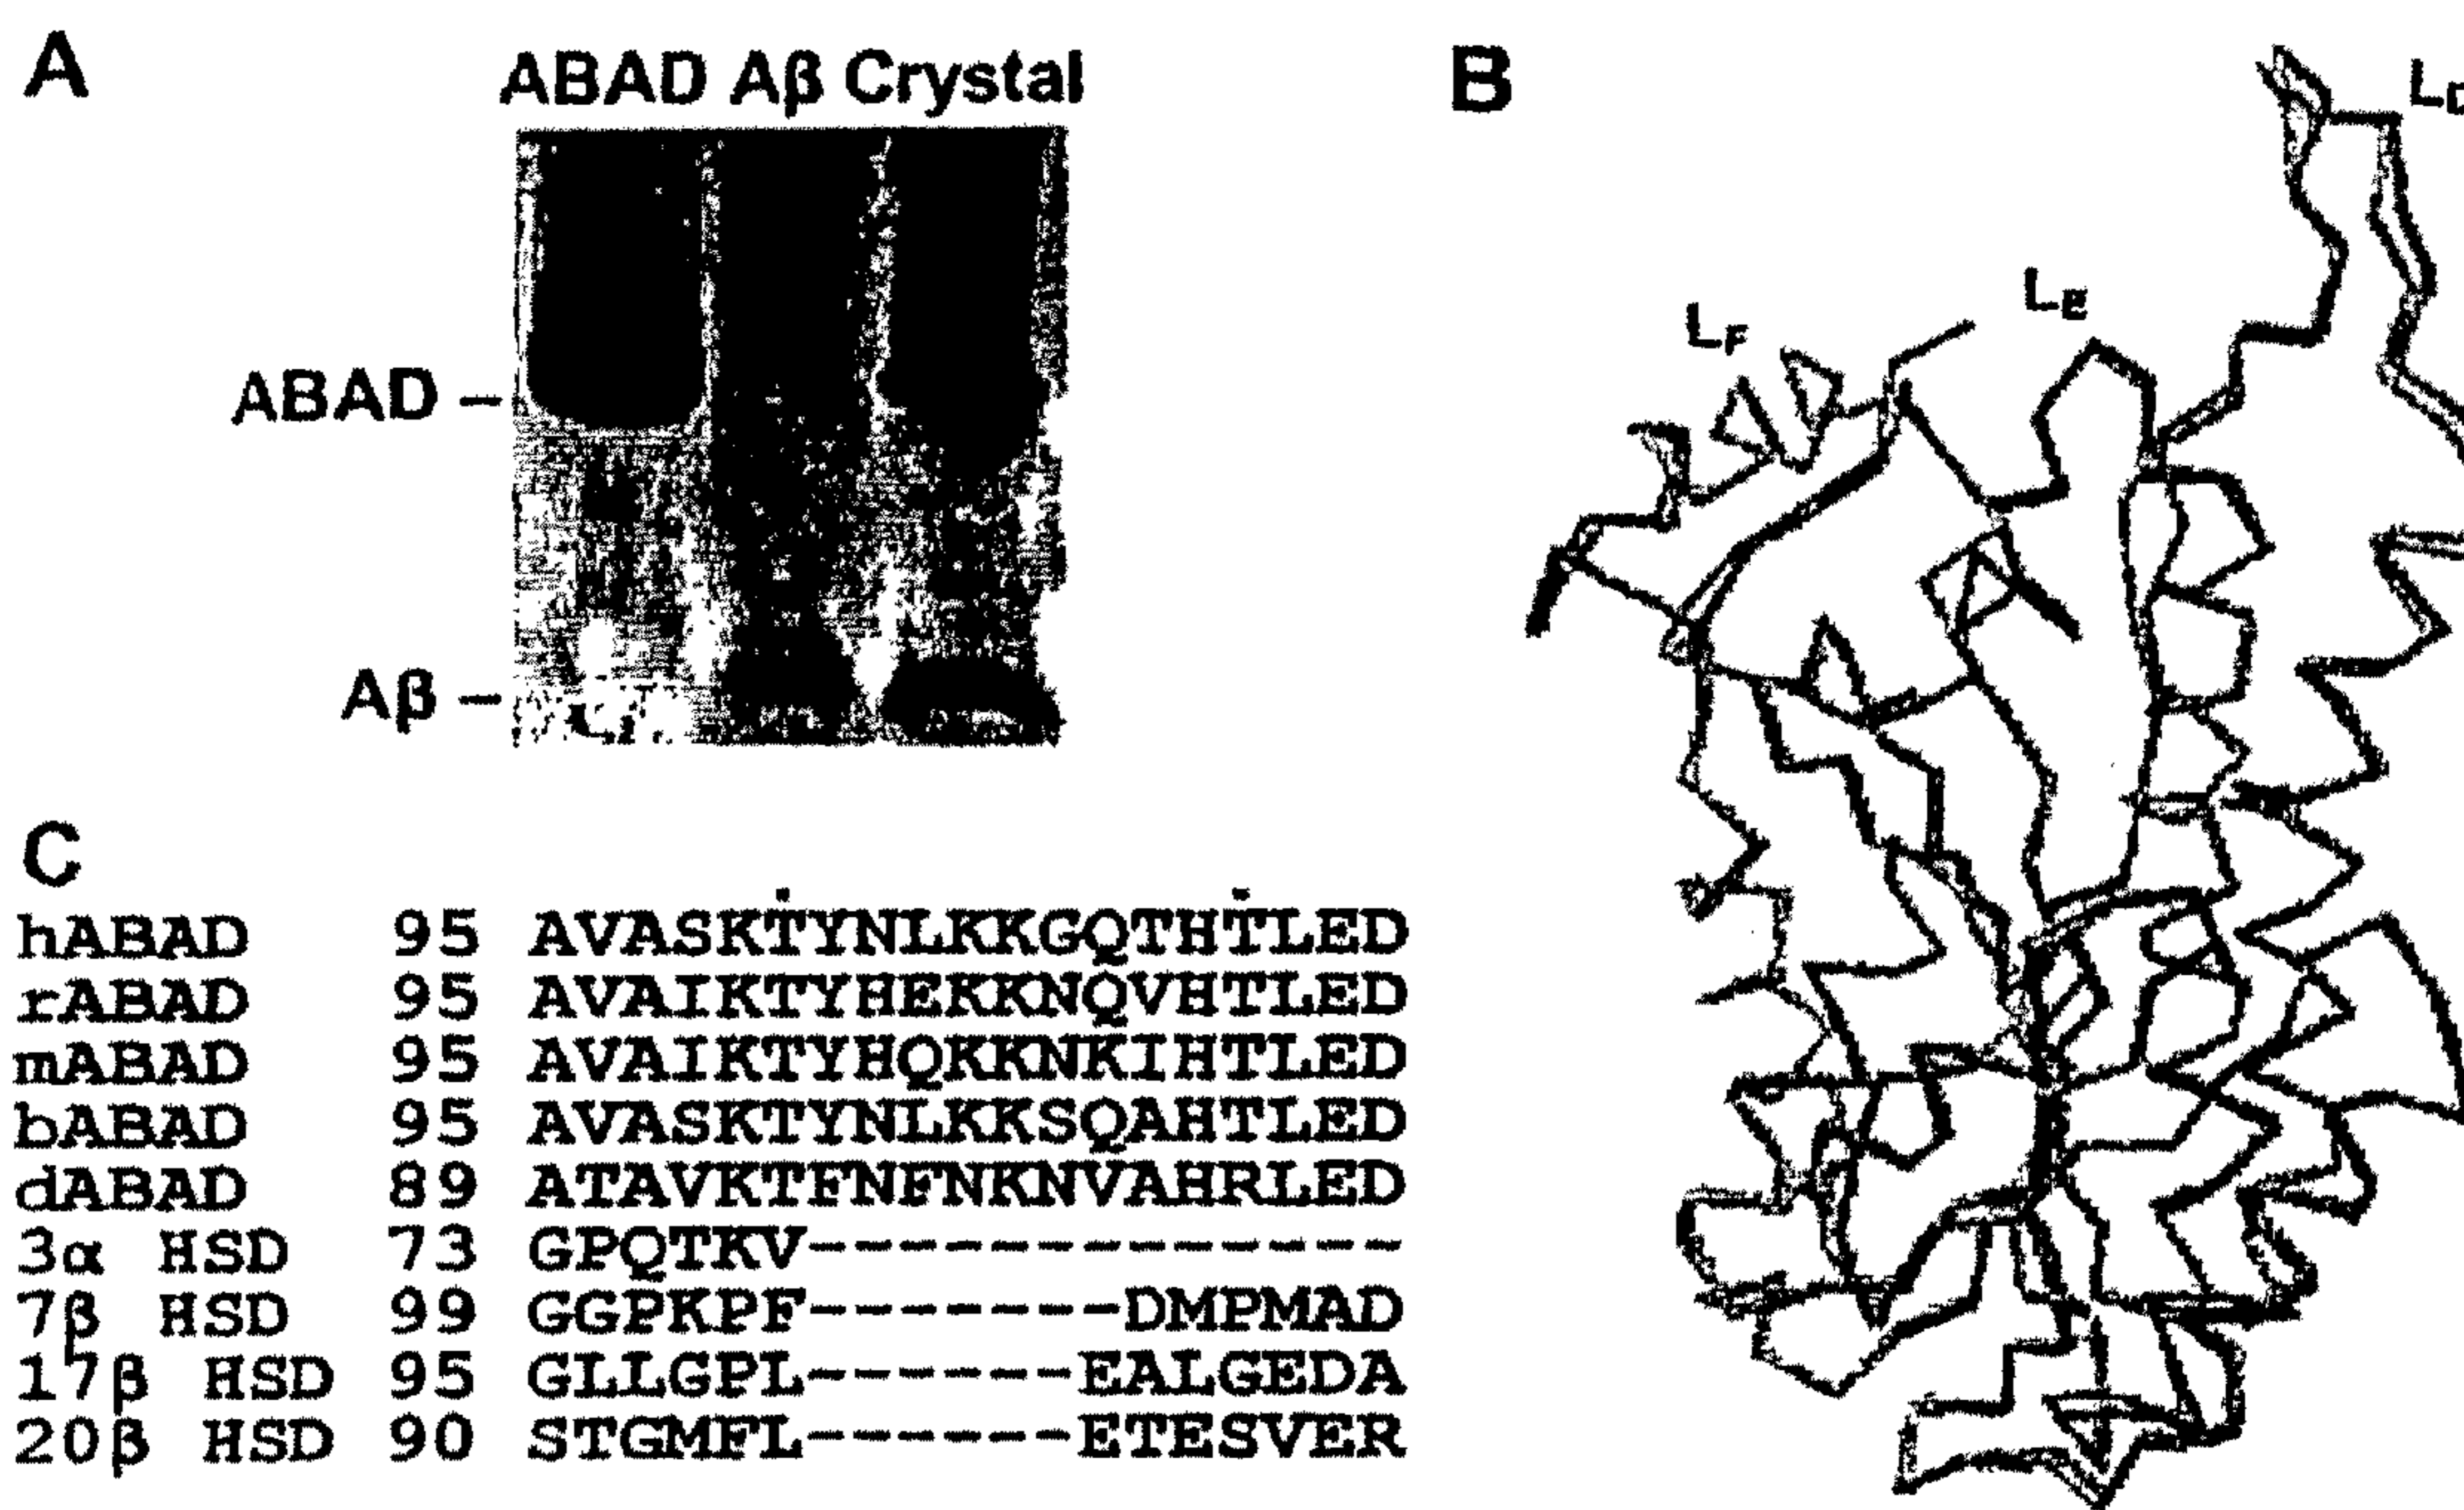 A
ABAD Aβ Crystal
ABAD –
Aβ –
B
LD
LE
LF
C
hABAD 95 AVASKTYNLKKGQTHTLED
rABAD 95 AVAIKTYHEKKNQVHTLED
mABAD 95 AVAIKTYHQKKNKIHTLED
bABAD 95 AVASKTYNLKKSQAHTLED
dABAD 89 ATAVKTFNFNKNVAHRLED
3α HSD 73 GPQTKV-------------
7β HSD 99 GGPKPF-------DMPMAD
17β HSD 95 GLLGPL------EALGEDA
20β HSD 90 STGMFL------ETESVER